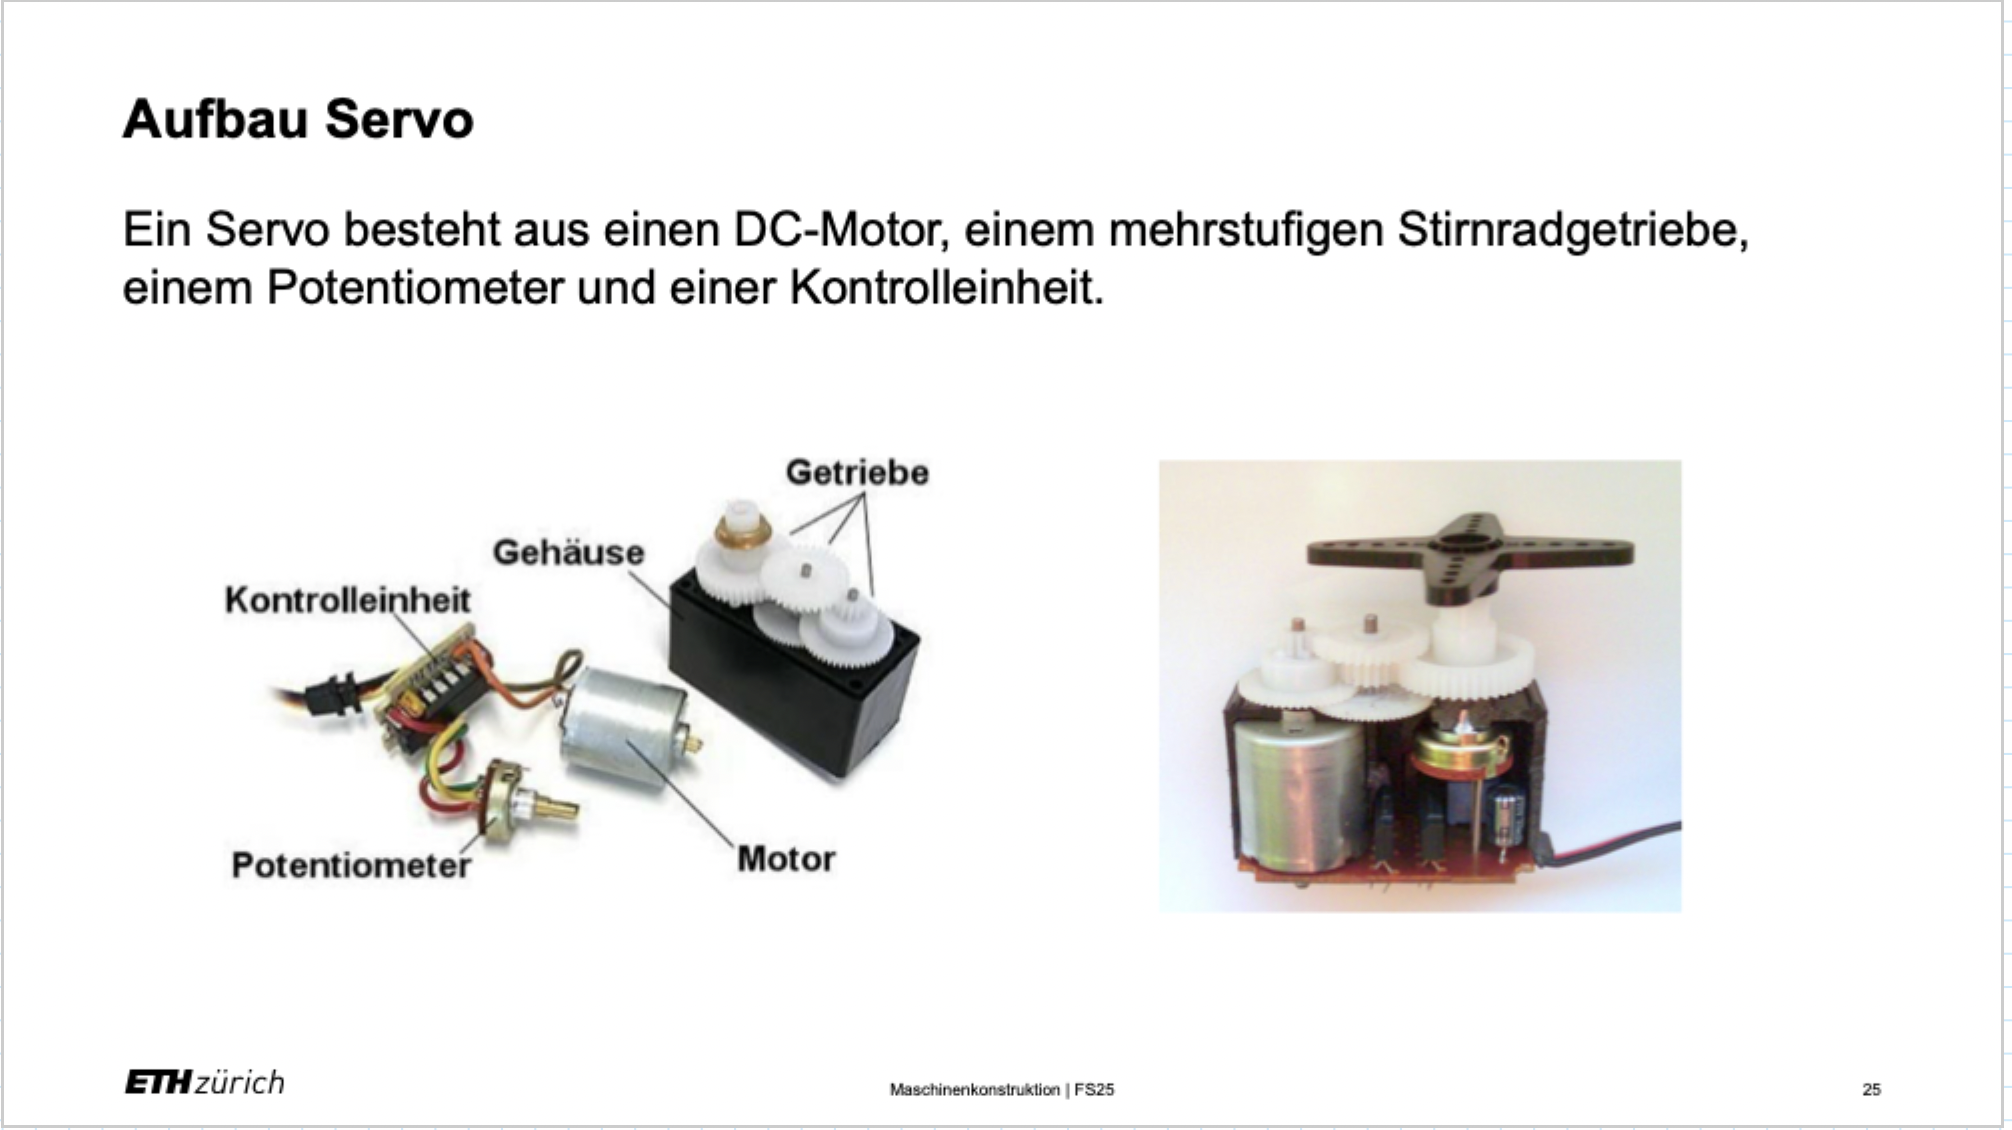 Aufbau Servo
Ein Servo besteht aus einen DC-Motor, einem mehrstufigen Stirnradgetriebe,
einem Potentiometer und einer Kontrolleinheit.
Getriebe
Gehäuse
Kontrolleinheit
Potentiometer
Motor
ETH zürich
Maschinenkonstruktion | FS25
25